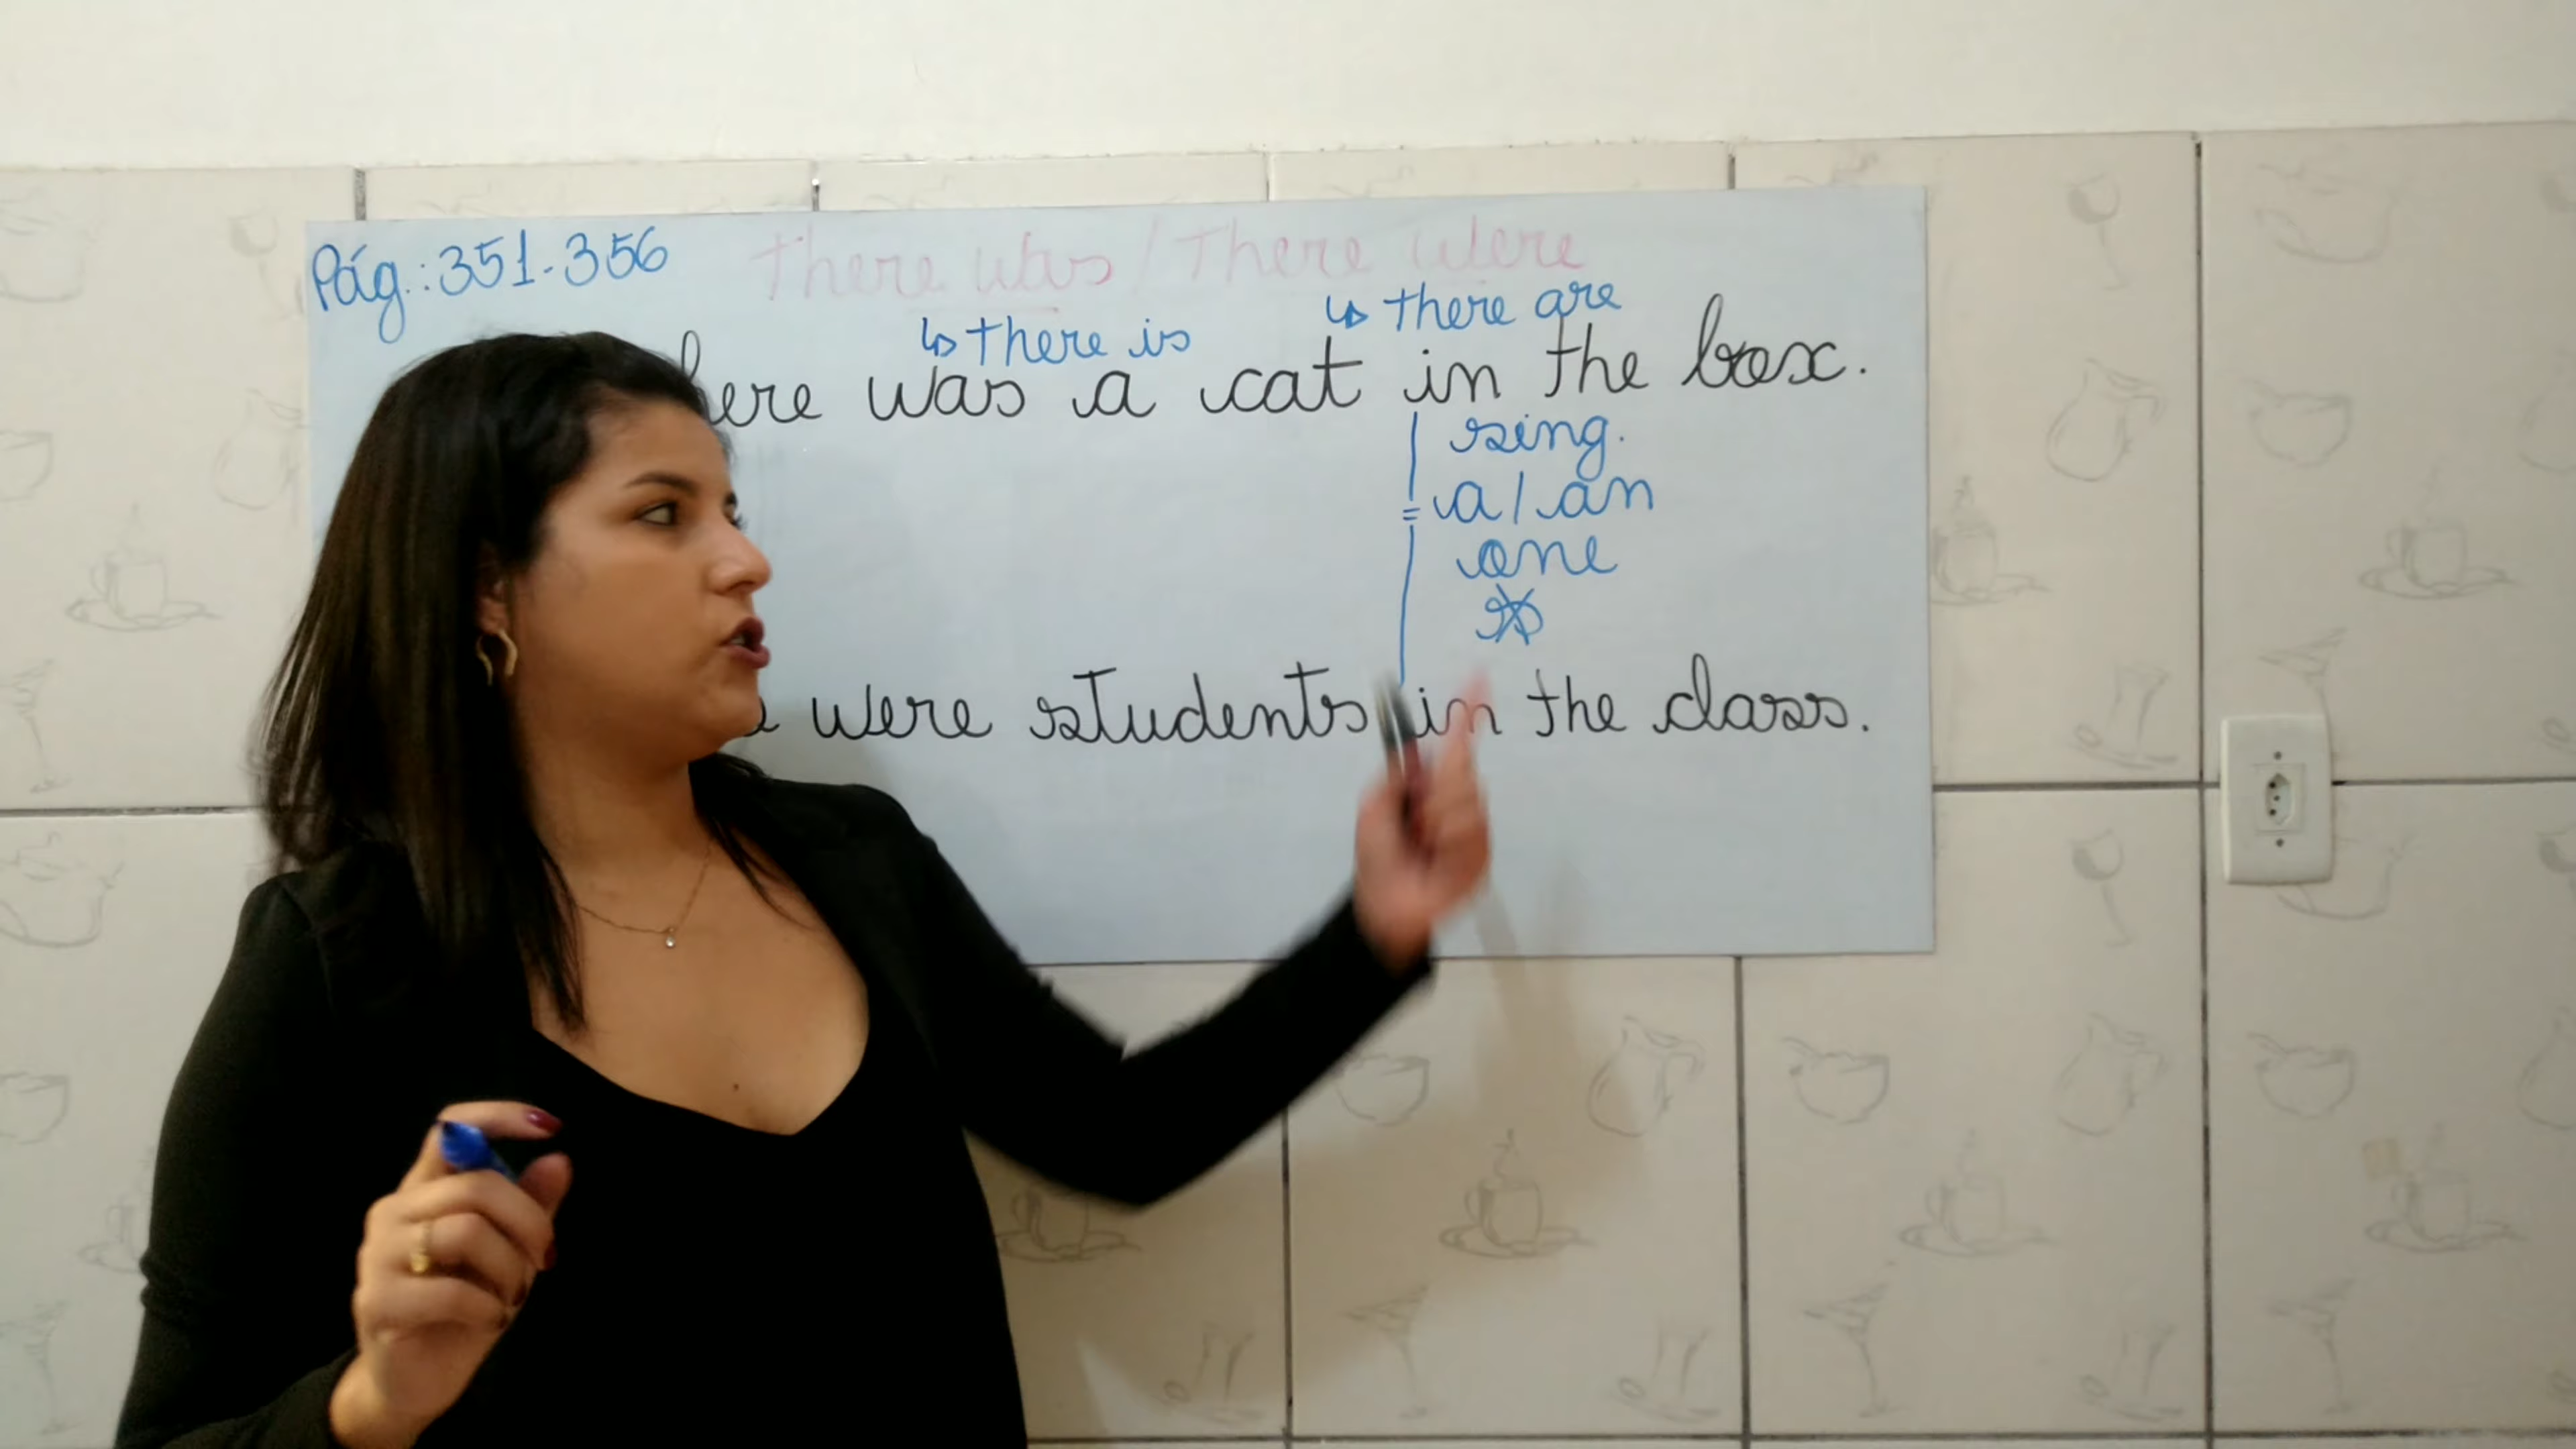 Pág.: 351-356
There was / There were
↳ there is
↳ there are
here was a cat in the box.
sing.
= a / an
one
s
were students in the class.